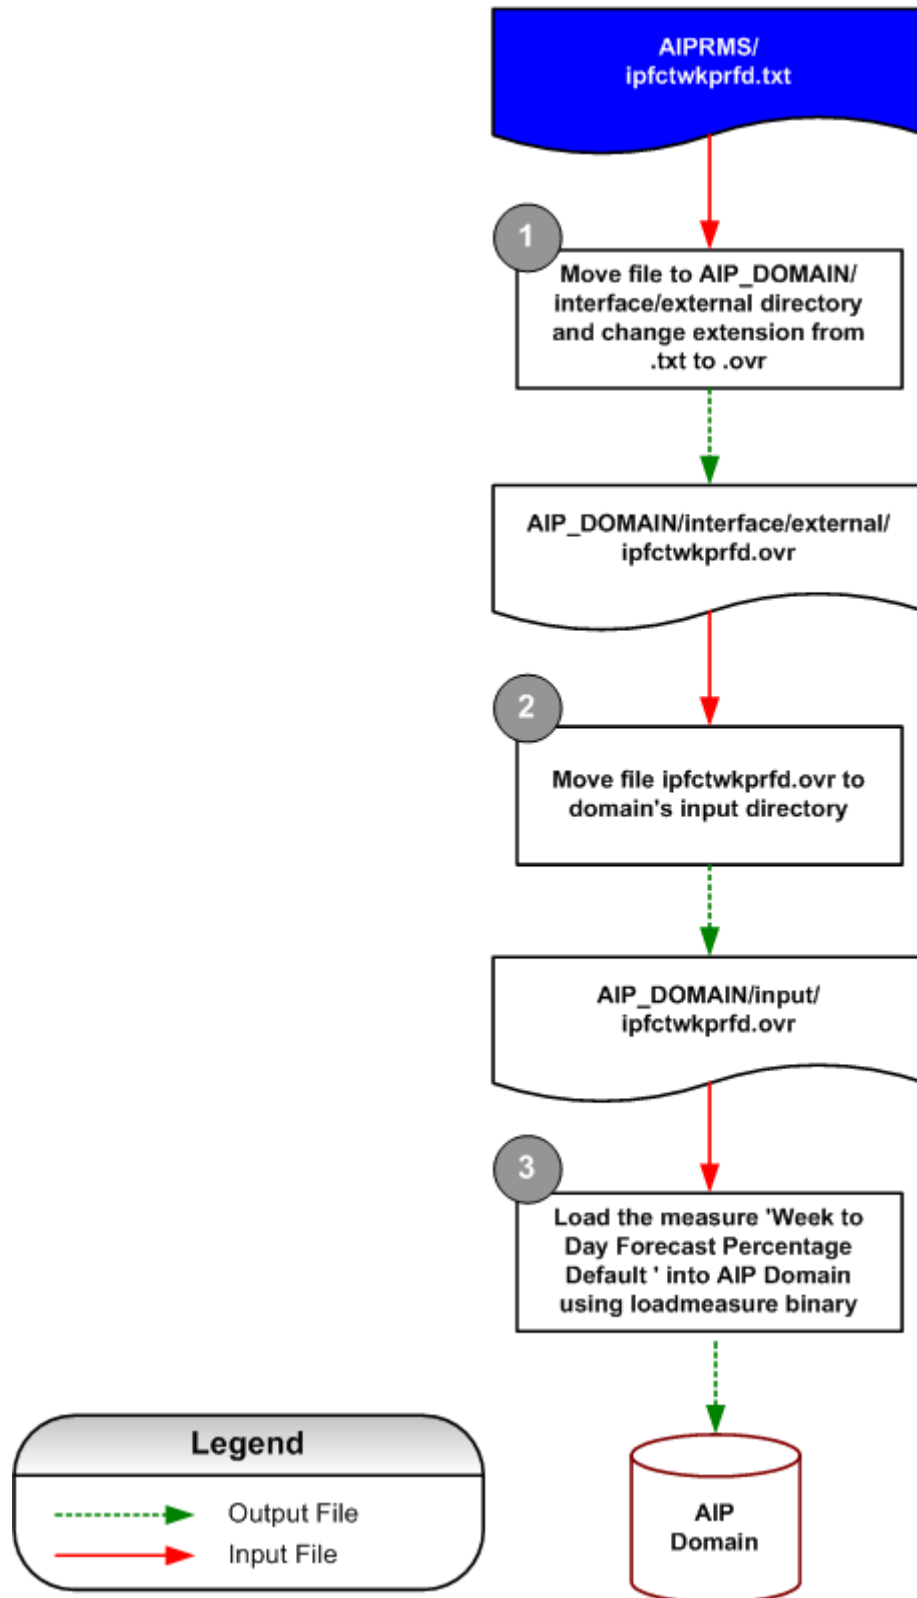 AIPRMS/
ipfctwkprfd.txt
1
Move file to AIP_DOMAIN/
interface/external directory
and change extension from
.txt to .ovr
AIP_DOMAIN/interface/external/
ipfctwkprfd.ovr
2
Move file ipfctwkprfd.ovr to
domain's input directory
AIP_DOMAIN/input/
ipfctwkprfd.ovr
3
Load the measure 'Week to
Day Forecast Percentage
Default ' into AIP Domain
using loadmeasure binary
Legend
Output File
Input File
AIP
Domain